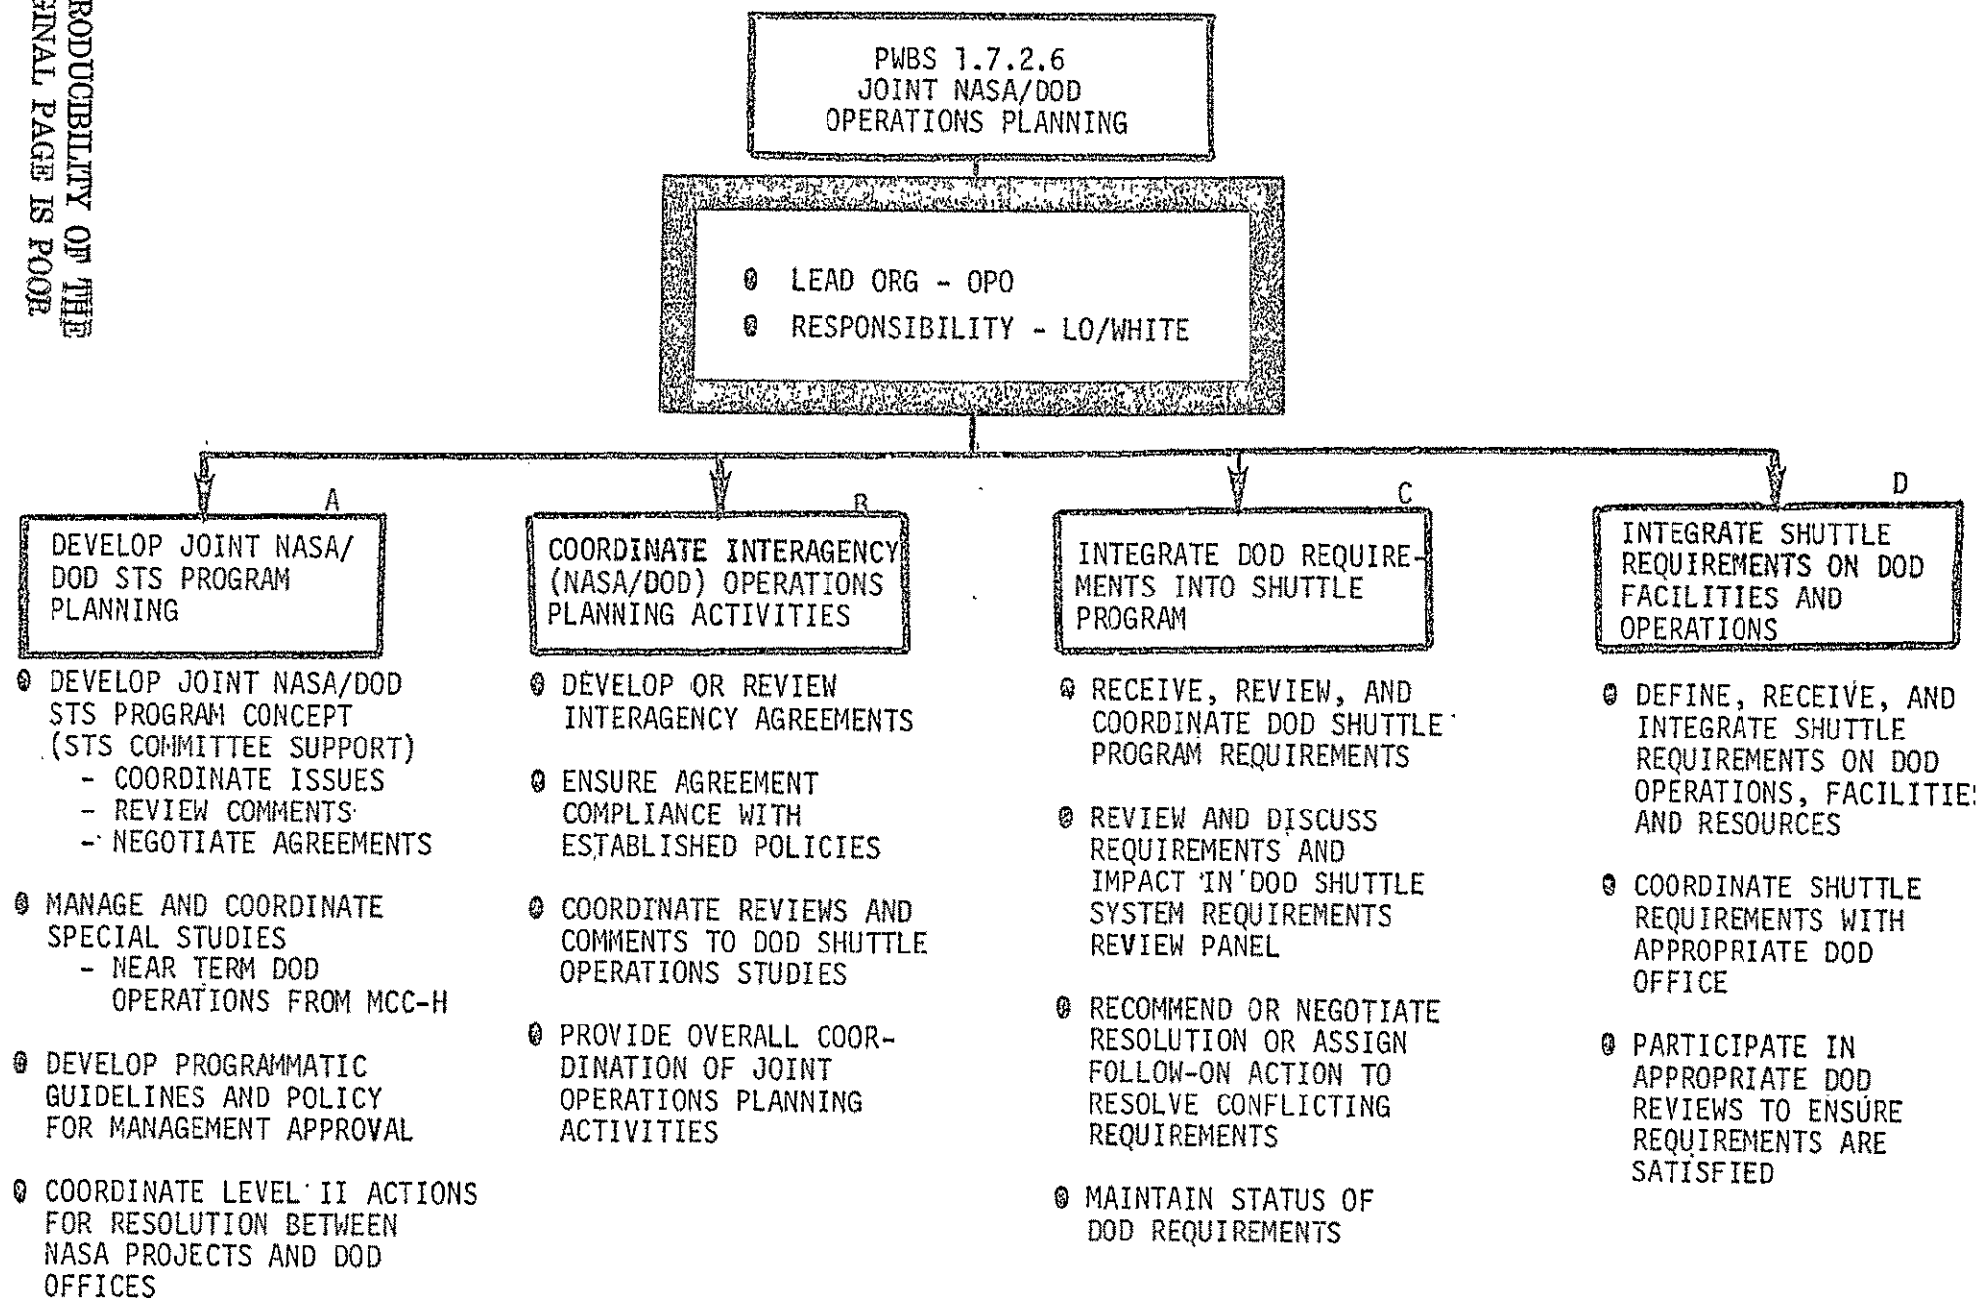 RODUCIBILITY OF THE
GINAL PAGE IS POOR
PWBS 1.7.2.6
JOINT NASA/DOD
OPERATIONS PLANNING
LEAD ORG - OPO
RESPONSIBILITY - LO/WHITE
A
DEVELOP JOINT NASA/
DOD STS PROGRAM
PLANNING
DEVELOP JOINT NASA/DOD
STS PROGRAM CONCEPT
(STS COMMITTEE SUPPORT)
- COORDINATE ISSUES
- REVIEW COMMENTS
- NEGOTIATE AGREEMENTS
MANAGE AND COORDINATE
SPECIAL STUDIES
- NEAR TERM DOD
OPERATIONS FROM MCC-H
DEVELOP PROGRAMMATIC
GUIDELINES AND POLICY
FOR MANAGEMENT APPROVAL
COORDINATE LEVEL II ACTIONS
FOR RESOLUTION BETWEEN
NASA PROJECTS AND DOD
OFFICES
B
COORDINATE INTERAGENCY
(NASA/DOD) OPERATIONS
PLANNING ACTIVITIES
DEVELOP OR REVIEW
INTERAGENCY AGREEMENTS
ENSURE AGREEMENT
COMPLIANCE WITH
ESTABLISHED POLICIES
COORDINATE REVIEWS AND
COMMENTS TO DOD SHUTTLE
OPERATIONS STUDIES
PROVIDE OVERALL COOR-
DINATION OF JOINT
OPERATIONS PLANNING
ACTIVITIES
C
INTEGRATE DOD REQUIRE-
MENTS INTO SHUTTLE
PROGRAM
RECEIVE, REVIEW, AND
COORDINATE DOD SHUTTLE
PROGRAM REQUIREMENTS
REVIEW AND DISCUSS
REQUIREMENTS AND
IMPACT IN DOD SHUTTLE
SYSTEM REQUIREMENTS
REVIEW PANEL
RECOMMEND OR NEGOTIATE
RESOLUTION OR ASSIGN
FOLLOW-ON ACTION TO
RESOLVE CONFLICTING
REQUIREMENTS
MAINTAIN STATUS OF
DOD REQUIREMENTS
D
INTEGRATE SHUTTLE
REQUIREMENTS ON DOD
FACILITIES AND
OPERATIONS
DEFINE, RECEIVE, AND
INTEGRATE SHUTTLE
REQUIREMENTS ON DOD
OPERATIONS, FACILITIE
AND RESOURCES
COORDINATE SHUTTLE
REQUIREMENTS WITH
APPROPRIATE DOD
OFFICE
PARTICIPATE IN
APPROPRIATE DOD
REVIEWS TO ENSURE
REQUIREMENTS ARE
SATISFIED